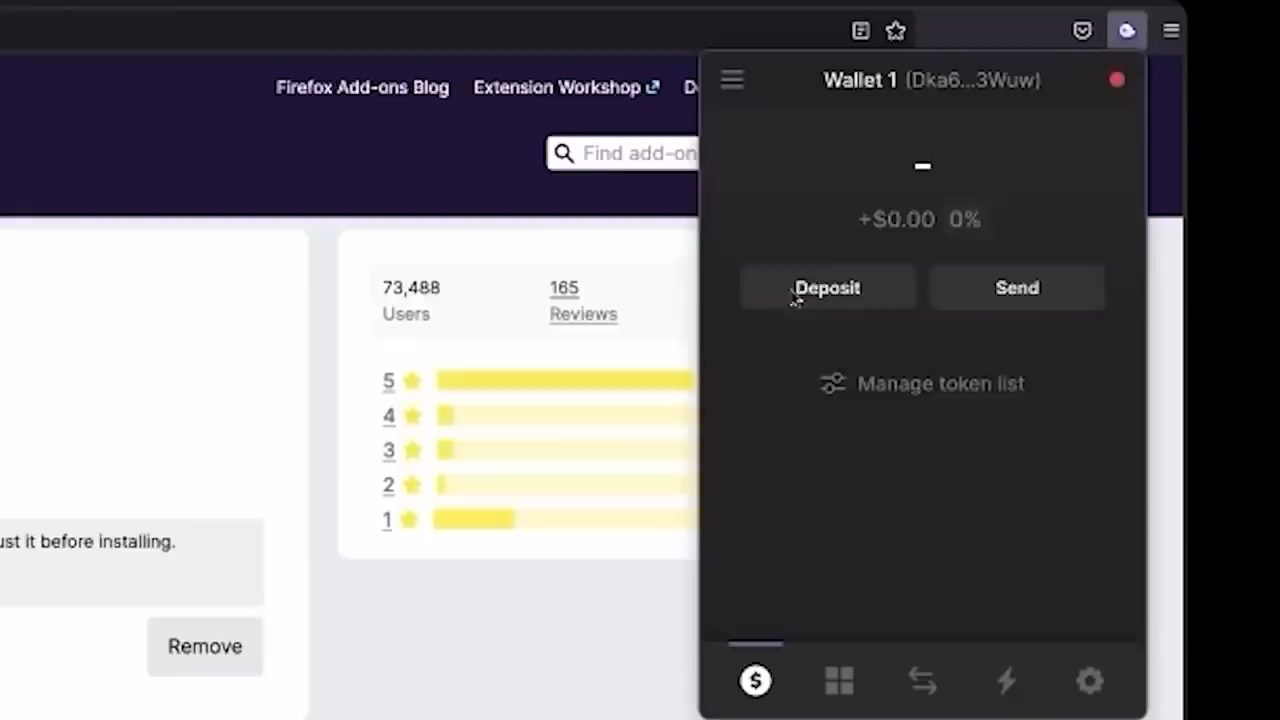 Firefox Add-ons Blog Extension Workshop
Find add-on
73,488
Users
165
Reviews
5
4
3
2
1
ust it before installing.
Remove
Wallet 1 (Dka6...3Wuw)
-
+$0.00 0%
Deposit
Send
Manage token list
$